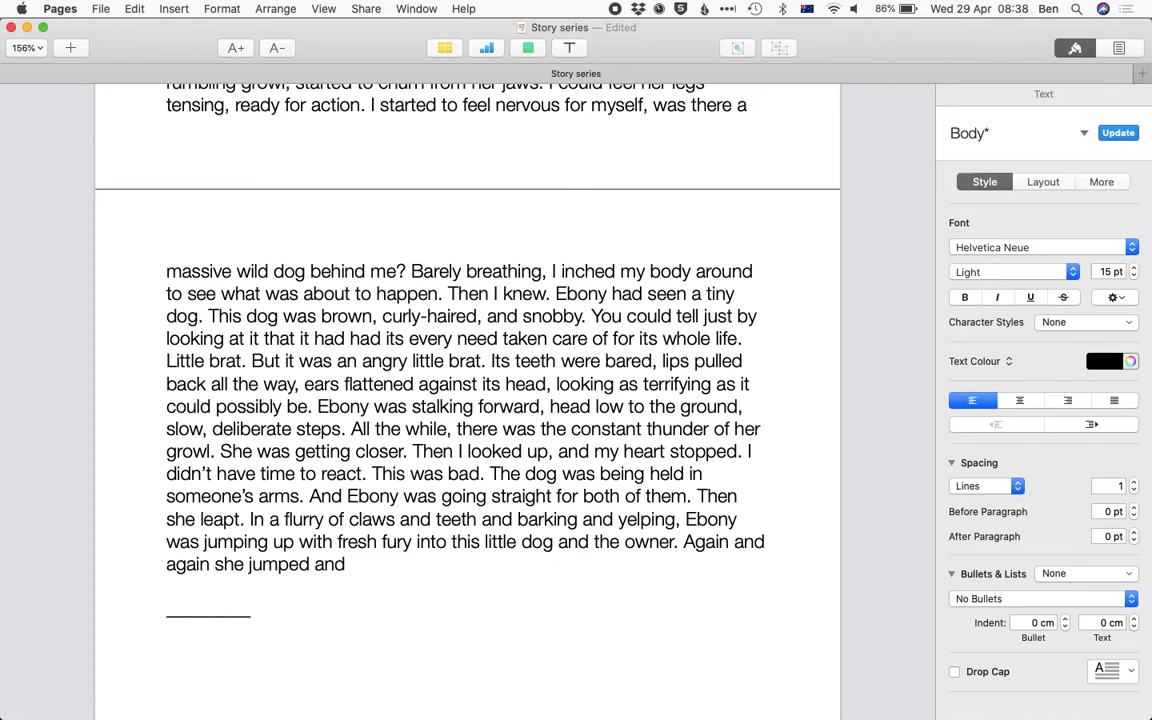 Pages File Edit Insert Format Arrange View Share Window Help 86% Wed 29 Apr 08:38 Ben
Story series — Edited
156% A+ A−
Story series
rumbling growl, started to churn from her jaws. I could feel her legs
tensing, ready for action. I started to feel nervous for myself, was there a
massive wild dog behind me? Barely breathing, I inched my body around
to see what was about to happen. Then I knew. Ebony had seen a tiny
dog. This dog was brown, curly-haired, and snobby. You could tell just by
looking at it that it had had its every need taken care of for its whole life.
Little brat. But it was an angry little brat. Its teeth were bared, lips pulled
back all the way, ears flattened against its head, looking as terrifying as it
could possibly be. Ebony was stalking forward, head low to the ground,
slow, deliberate steps. All the while, there was the constant thunder of her
growl. She was getting closer. Then I looked up, and my heart stopped. I
didn't have time to react. This was bad. The dog was being held in
someone's arms. And Ebony was going straight for both of them. Then
she leapt. In a flurry of claws and teeth and barking and yelping, Ebony
was jumping up with fresh fury into this little dog and the owner. Again and
again she jumped and
Text
Body*
Update
Style Layout More
Font
Helvetica Neue
Light 15 pt
B I U S
Character Styles None
Text Colour
Spacing
Lines 1
Before Paragraph 0 pt
After Paragraph 0 pt
Bullets & Lists None
No Bullets
Indent: 0 cm 0 cm
Bullet Text
Drop Cap A